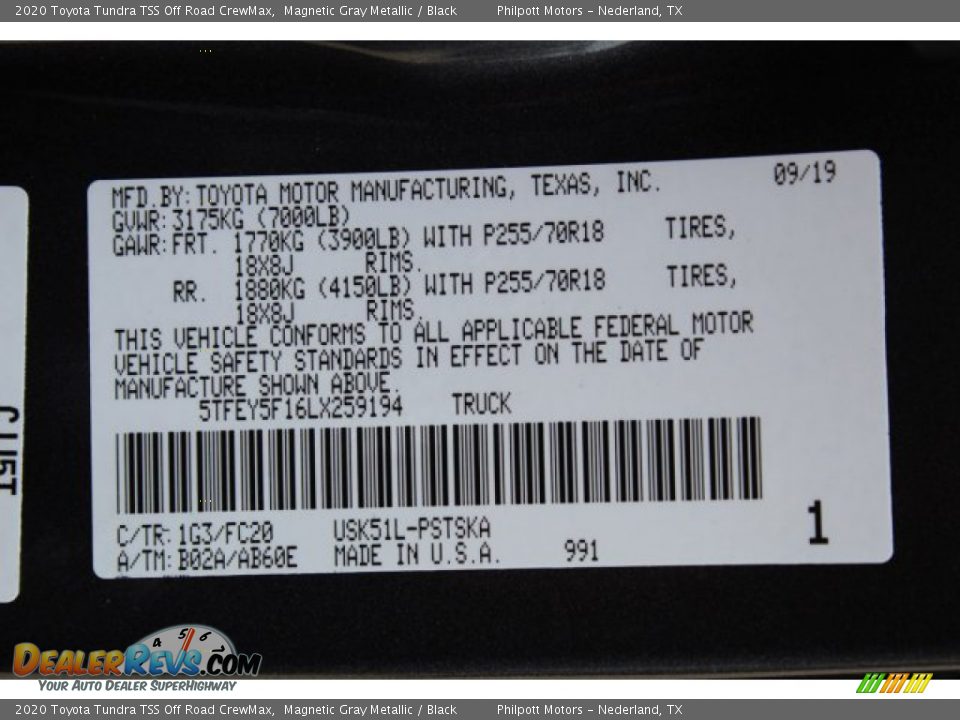 2020 Toyota Tundra TSS Off Road CrewMax, Magnetic Gray Metallic / Black Philpott Motors – Nederland, TX
MFD.BY:TOYOTA MOTOR MANUFACTURING, TEXAS, INC. 09/19
GVWR:3175KG (7000LB)
GAWR:FRT. 1770KG (3900LB) WITH P255/70R18 TIRES,
18X8J RIMS.
RR. 1880KG (4150LB) WITH P255/70R18 TIRES,
18X8J RIMS.
THIS VEHICLE CONFORMS TO ALL APPLICABLE FEDERAL MOTOR
VEHICLE SAFETY STANDARDS IN EFFECT ON THE DATE OF
MANUFACTURE SHOWN ABOVE.
5TFEY5F16LX259194 TRUCK
C/TR:1G3/FC20 USK51L-PSTSKA
A/TM:B02A/AB60E MADE IN U.S.A. 991
1
4 5 6
DEALERREVS.COM
YOUR AUTO DEALER SUPERHIGHWAY
2020 Toyota Tundra TSS Off Road CrewMax, Magnetic Gray Metallic / Black Philpott Motors – Nederland, TX